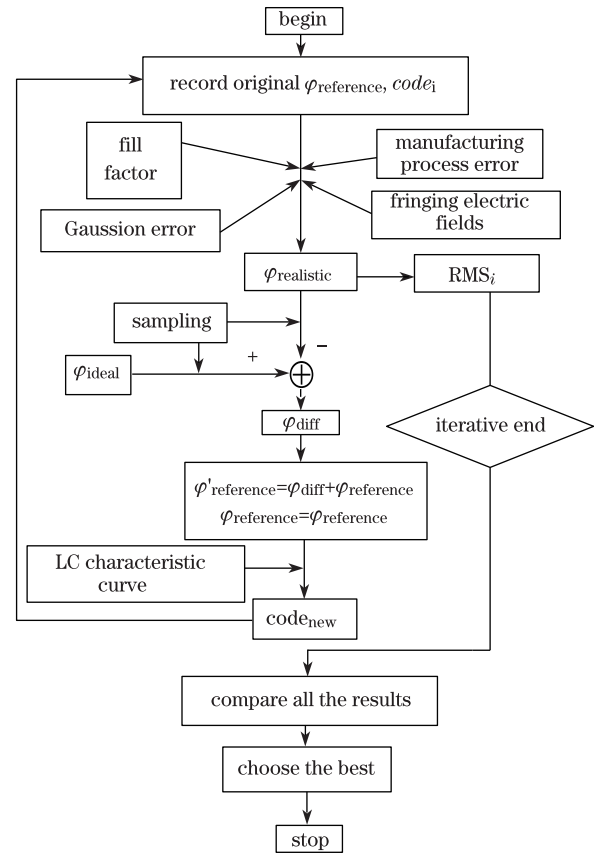 begin
record original φreference, codei
fill
factor
manufacturing
process error
Gaussion error
fringing electric
fields
φrealistic
RMSi
sampling
+
−
φideal
φdiff
iterative end
φ'reference=φdiff+φreference
φreference=φreference
LC characteristic
curve
codenew
compare all the results
choose the best
stop